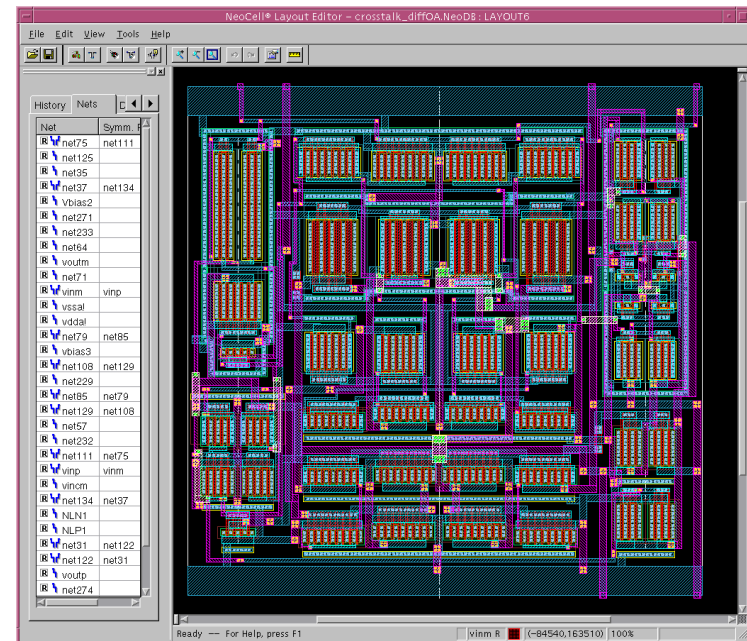 NeoCell® Layout Editor – crosstalk_diffOA.NeoDB : LAYOUT6
File Edit View Tools Help
History Nets
Net Symm.
R net75 net111
R net125
R net35
R net37 net134
R Vbias2
R net271
R net233
R net64
R voutm
R net71
R vinm vinp
R vssa!
R vdda!
R net79 net85
R vbias3
R net108 net129
R net229
R net85 net79
R net129 net108
R net57
R net232
R net111 net75
R vinp vinm
R vincm
R net134 net37
R NLN1
R NLP1
R net31 net122
R net122 net31
R voutp
R net274
Ready -- For Help, press F1 vinm R (-84540,163510) 100%